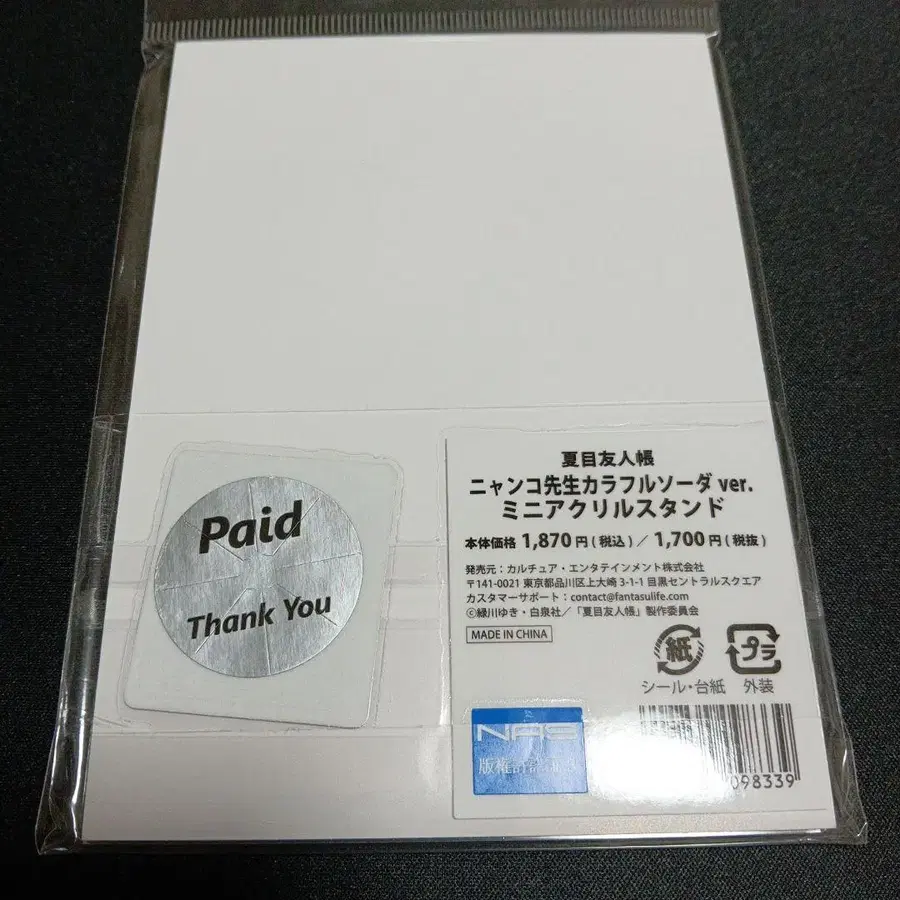 Paid
Thank You
夏目友人帳
ニャンコ先生カラフルソーダ ver.
ミニアクリルスタンド
本体価格 1,870 円 ( 税込 ) ／ 1,700 円 ( 税抜 )
発売元：カルチュア・エンタテインメント株式会社
〒141-0021 東京都品川区上大崎 3-1-1 目黒セントラルスクエア
カスタマーサポート：contact@fantasulife.com
©緑川ゆき・白泉社／「夏目友人帳」製作委員会
MADE IN CHINA
紙
プラ
シール・台紙
外装
NAS
版権許諾
098339